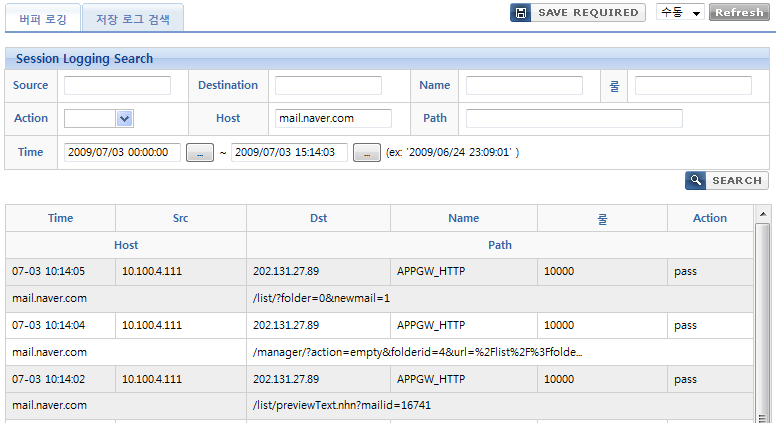 버퍼 로깅 저장 로그 검색 SAVE REQUIRED 수동 Refresh
Session Logging Search
Source Destination Name 룰
Action Host mail.naver.com Path
Time 2009/07/03 00:00:00 ... ~ 2009/07/03 15:14:03 ... (ex: '2009/06/24 23:09:01' )
SEARCH
Time Src Dst Name 룰 Action
Host Path
07-03 10:14:05 10.100.4.111 202.131.27.89 APPGW_HTTP 10000 pass
mail.naver.com /list/?folder=0&newmail=1
07-03 10:14:04 10.100.4.111 202.131.27.89 APPGW_HTTP 10000 pass
mail.naver.com /manager/?action=empty&folderid=4&url=%2Flist%2F%3Ffolde...
07-03 10:14:02 10.100.4.111 202.131.27.89 APPGW_HTTP 10000 pass
mail.naver.com /list/previewText.nhn?mailid=16741